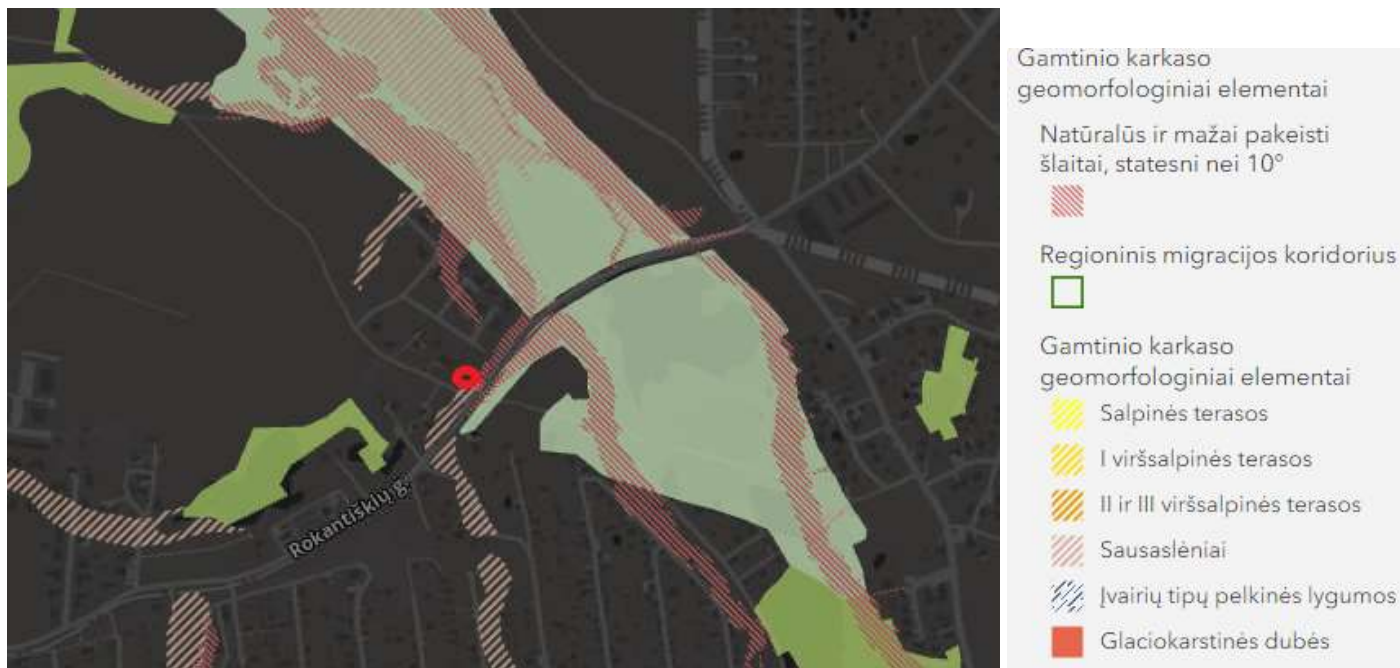 Rokantiškių g.
Gamtinio karkaso
geomorfologiniai elementai
Natūralūs ir mažai pakeisti
šlaitai, statesni nei 10°
Regioninis migracijos koridorius
Gamtinio karkaso
geomorfologiniai elementai
Salpinės terasos
I viršsalpinės terasos
II ir III viršsalpinės terasos
Sausaslėniai
Įvairių tipų pelkinės lygumos
Glaciokarstinės dubės